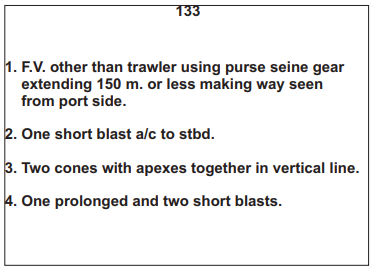 133
1. F.V. other than trawler using purse seine gear
extending 150 m. or less making way seen
from port side.
2. One short blast a/c to stbd.
3. Two cones with apexes together in vertical line.
4. One prolonged and two short blasts.